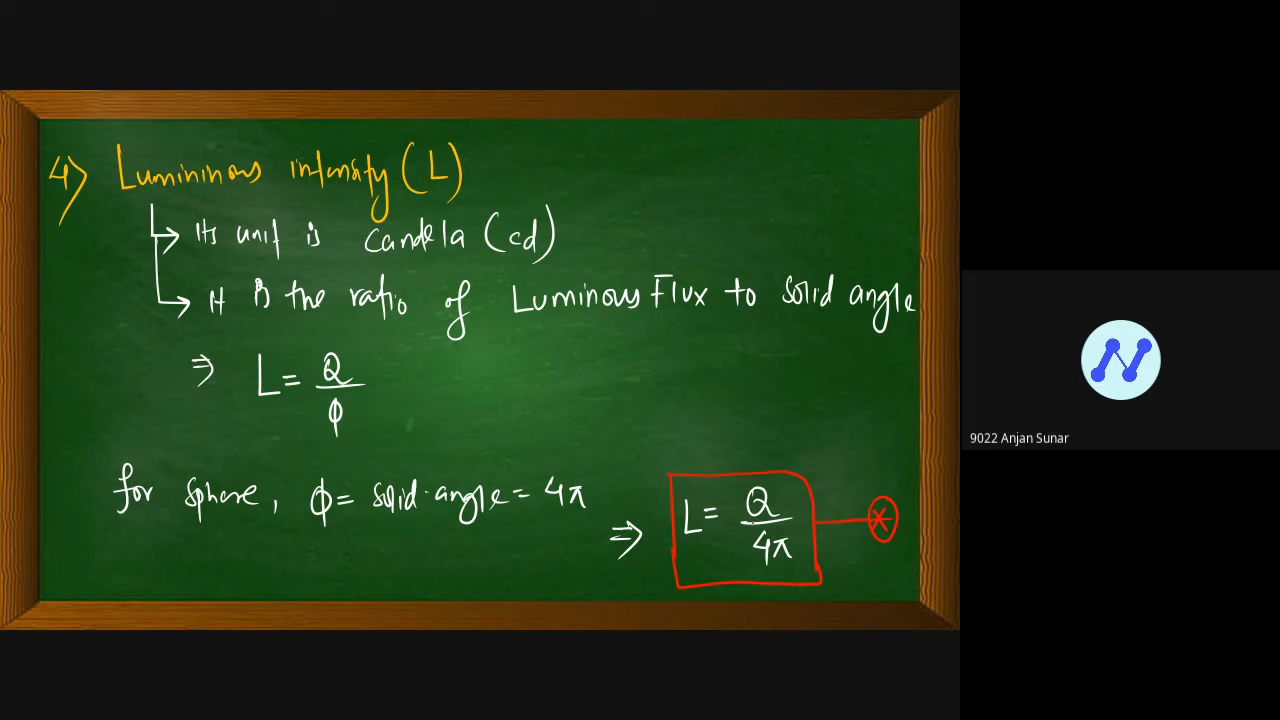 4) Lumininous intensity (L)
Its unit is candela (cd)
It is the ratio of Luminous Flux to solid angle
⇒ L = Q/ϕ
for sphere, ϕ = solid angle = 4π
⇒ L = Q/4π
9022 Anjan Sunar